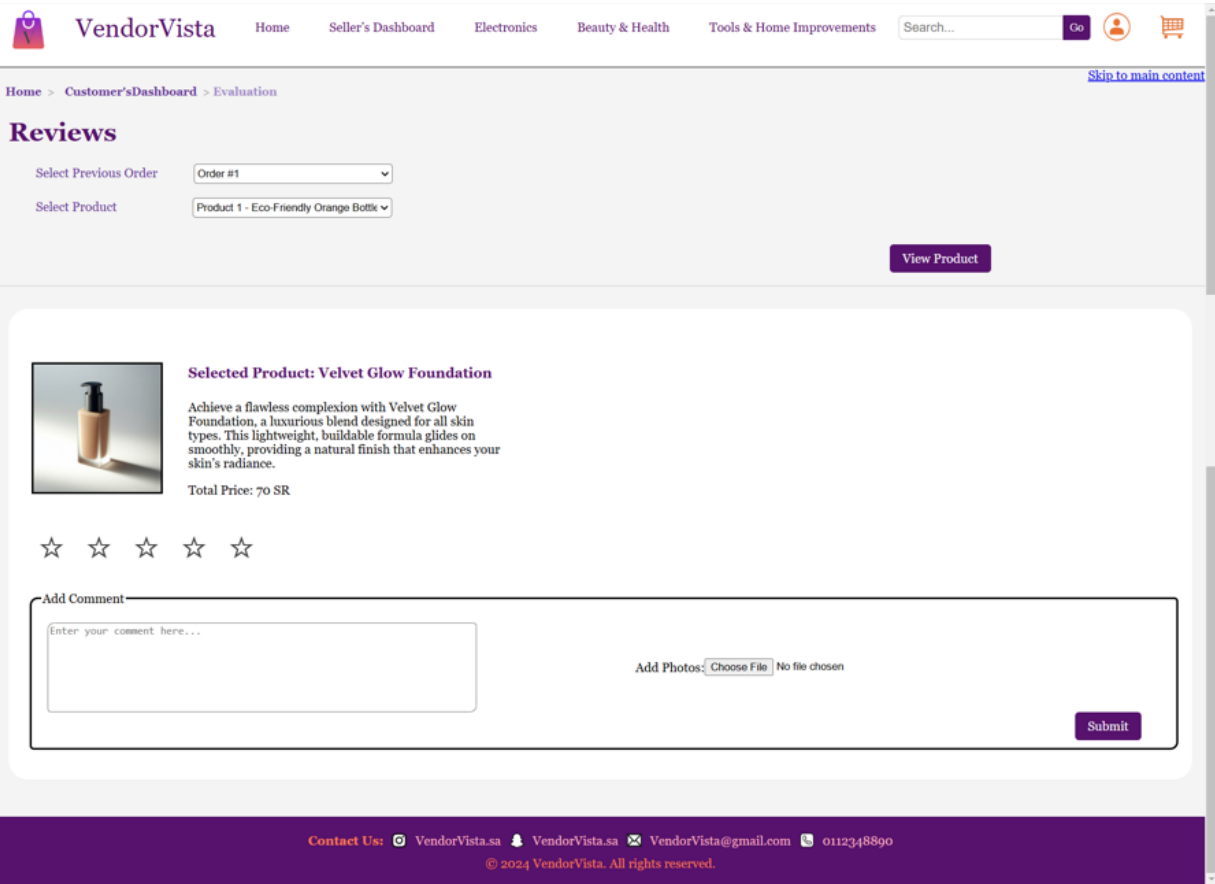 VendorVista Home Seller's Dashboard Electronics Beauty & Health Tools & Home Improvements Search... Go
Skip to main content
Home > Customer'sDashboard > Evaluation
Reviews
Select Previous Order Order #1
Select Product Product 1 - Eco-Friendly Orange Bottle
View Product
Selected Product: Velvet Glow Foundation
Achieve a flawless complexion with Velvet Glow
Foundation, a luxurious blend designed for all skin
types. This lightweight, buildable formula glides on
smoothly, providing a natural finish that enhances your
skin's radiance.
Total Price: 70 SR
Add Comment
Enter your comment here...
Add Photos: Choose File No file chosen
Submit
Contact Us: VendorVista.sa VendorVista.sa VendorVista@gmail.com 0112348890
© 2024 VendorVista. All rights reserved.